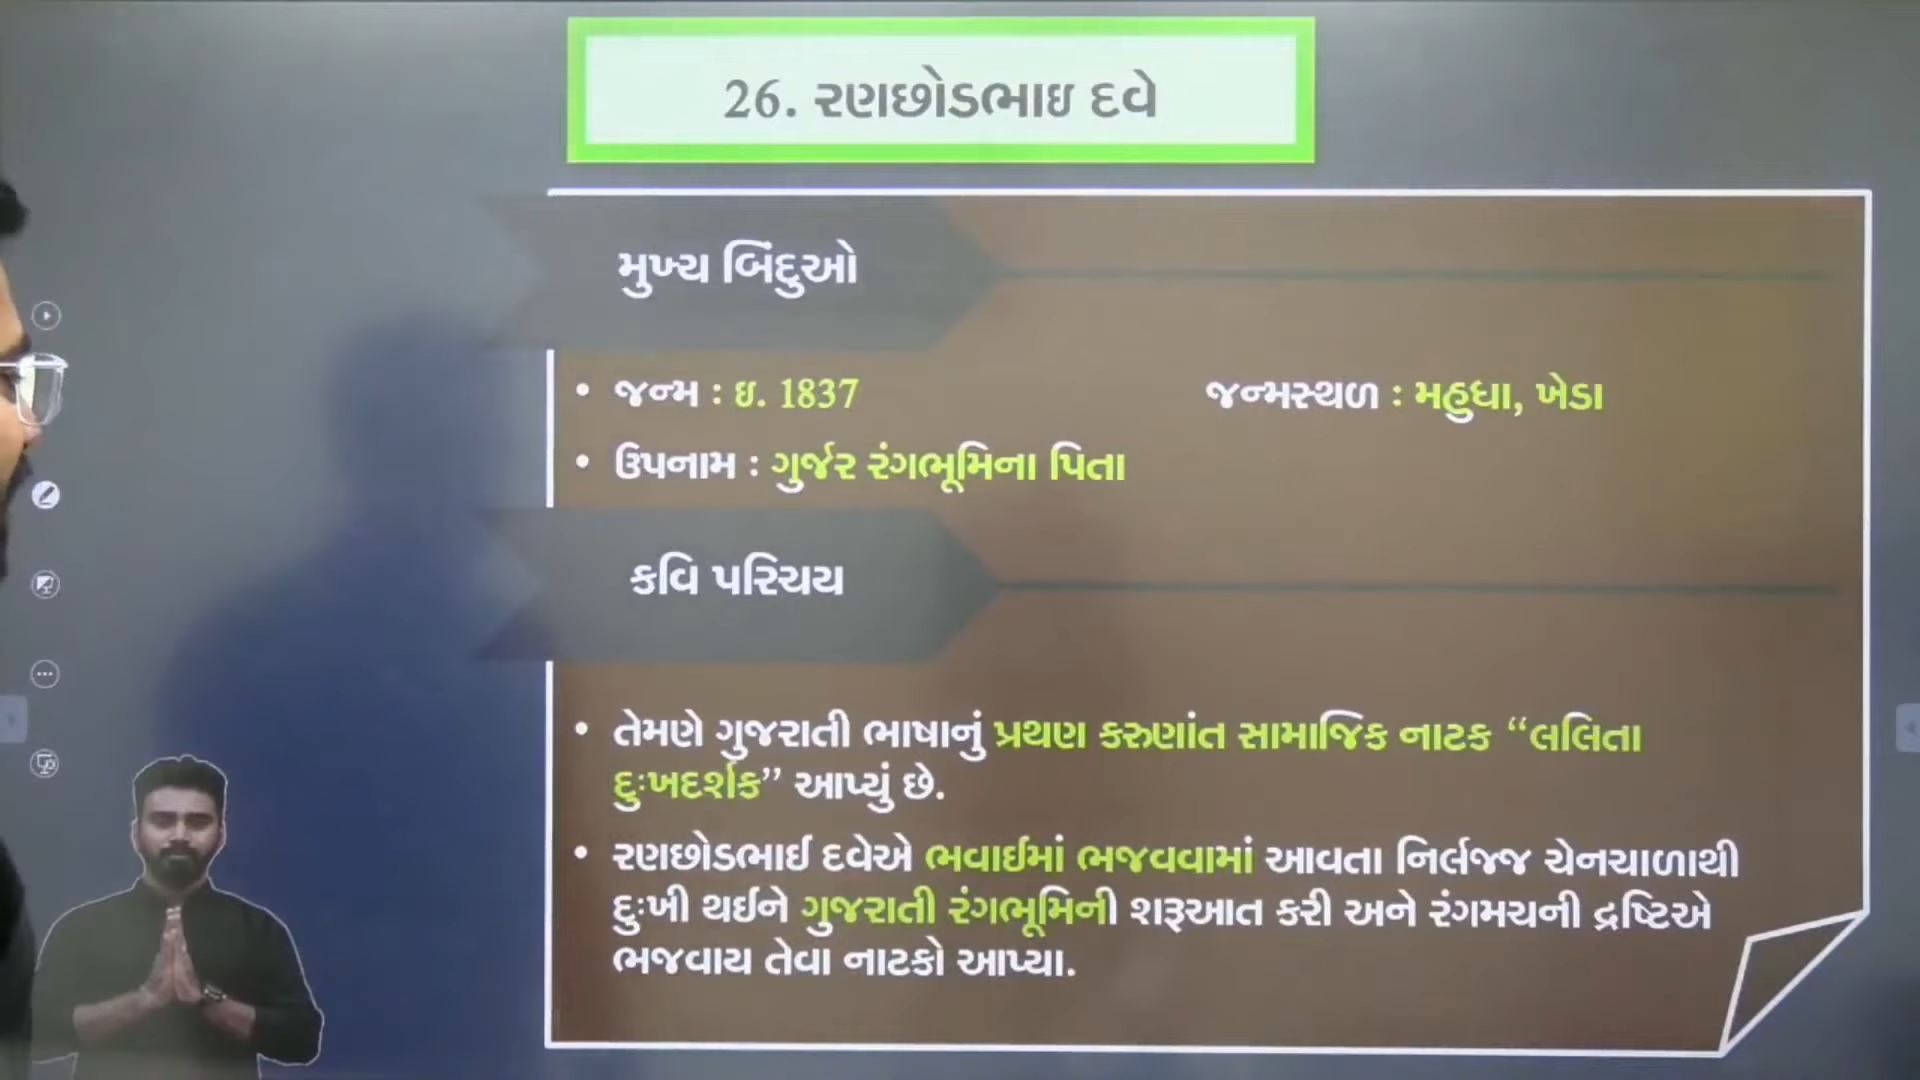 26. રણછોડભાઇ દવે
મુખ્ય બિંદુઓ
• જન્મ : ઇ. 1837 જન્મસ્થળ : મહુધા, ખેડા
• ઉપનામ : ગુર્જર રંગભૂમિના પિતા
કવિ પરિચય
• તેમણે ગુજરાતી ભાષાનું પ્રથણ કરુણાંત સામાજિક નાટક “લલિતા
દુઃખદર્શક” આપ્યું છે.
• રણછોડભાઈ દવેએ ભવાઈમાં ભજવવામાં આવતા નિર્લજ્જ ચેનચાળાથી
દુઃખી થઈને ગુજરાતી રંગભૂમિની શરૂઆત કરી અને રંગમચની દ્રષ્ટિએ
ભજવાય તેવા નાટકો આપ્યા.